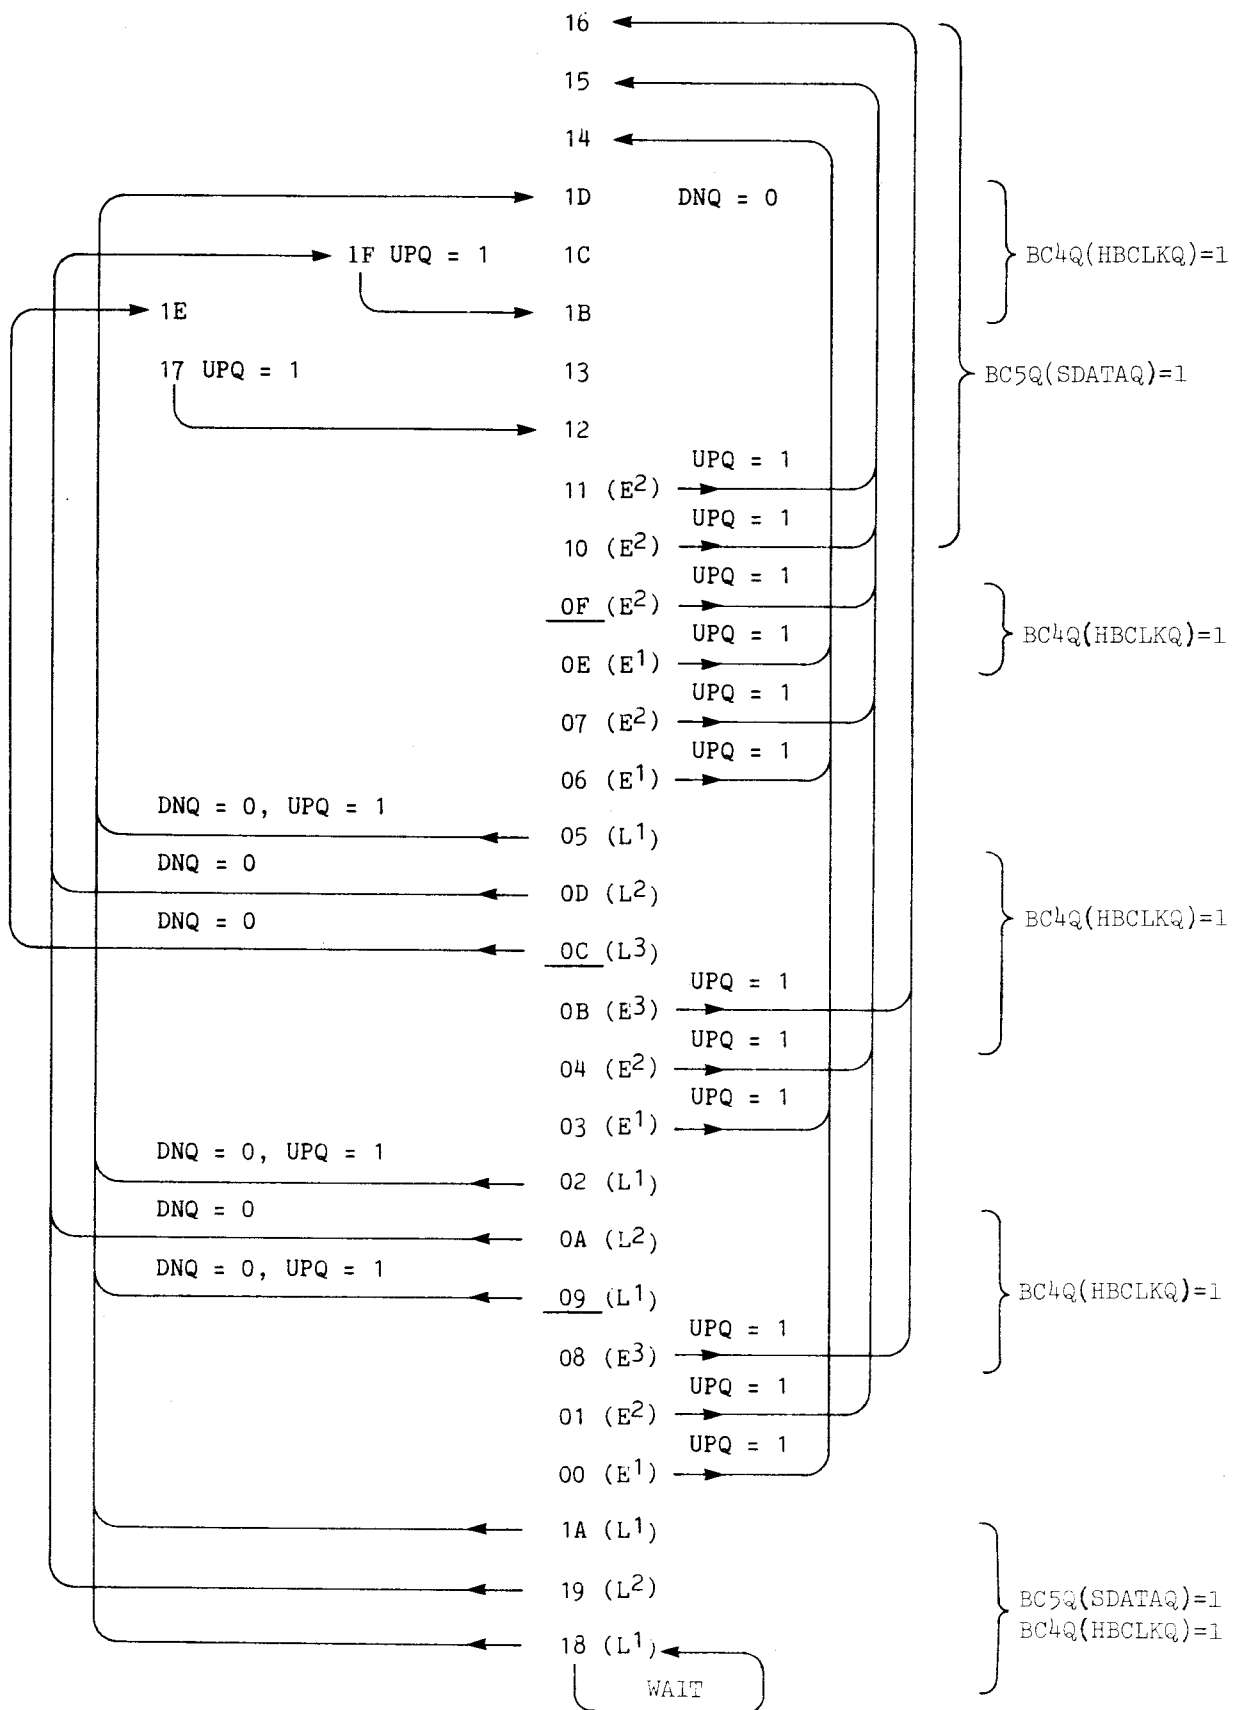 16
15
14
1D DNQ = 0
1F UPQ = 1 1C BC4Q(HBCLKQ)=1
1E 1B
17 UPQ = 1 13 BC5Q(SDATAQ)=1
12
UPQ = 1
11 (E2)
UPQ = 1
10 (E2)
UPQ = 1
0F (E2)
UPQ = 1 BC4Q(HBCLKQ)=1
0E (E1)
UPQ = 1
07 (E2)
UPQ = 1
06 (E1)
DNQ = 0, UPQ = 1
05 (L1)
DNQ = 0
0D (L2)
DNQ = 0 BC4Q(HBCLKQ)=1
0C (L3)
UPQ = 1
0B (E3)
UPQ = 1
04 (E2)
UPQ = 1
03 (E1)
DNQ = 0, UPQ = 1
02 (L1)
DNQ = 0
0A (L2)
DNQ = 0, UPQ = 1
09 (L1) BC4Q(HBCLKQ)=1
UPQ = 1
08 (E3)
UPQ = 1
01 (E2)
UPQ = 1
00 (E1)
1A (L1)
19 (L2)
BC5Q(SDATAQ)=1
BC4Q(HBCLKQ)=1
18 (L1)
WAIT